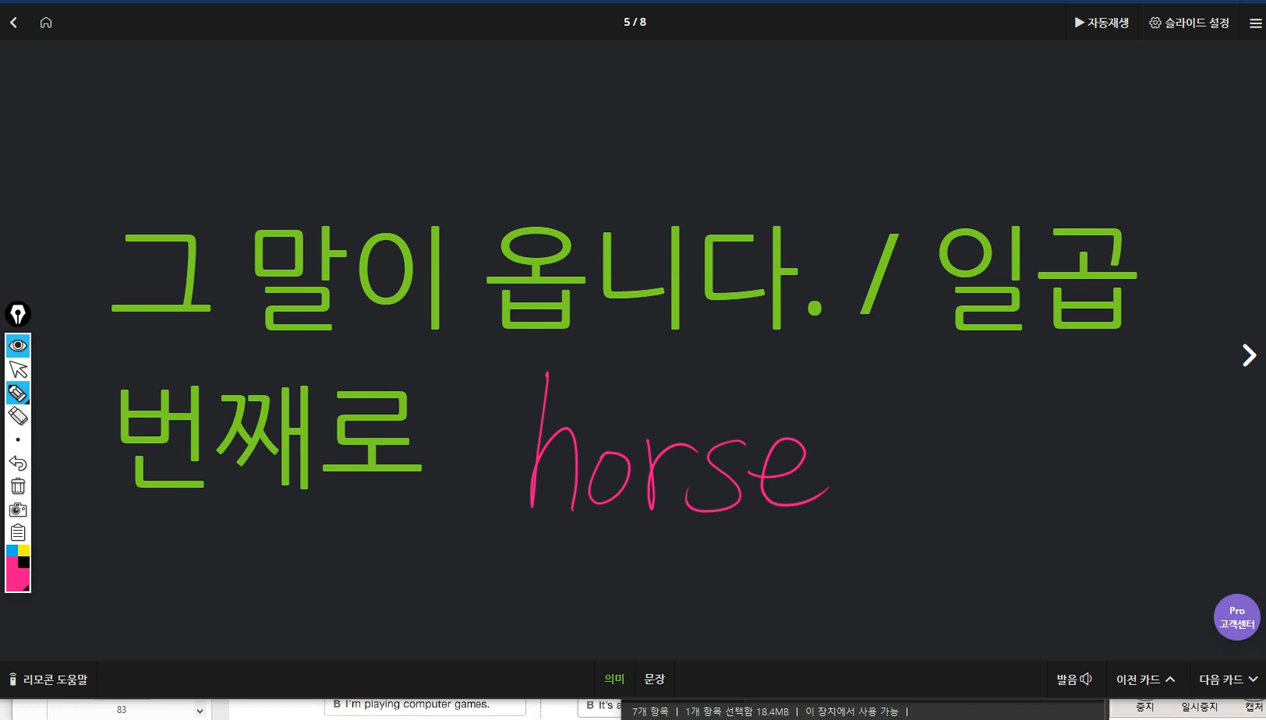 5 / 8
자동재생
슬라이드 설정
그 말이 옵니다. / 일곱
번째로
horse
Pro
고객센터
리모콘 도움말
의미
문장
발음
이전 카드
다음 카드
83
B I'm playing computer games.
B It's a
7개 항목 | 1개 항목 선택함 18.4MB | 이 장치에서 사용 가능 |
중지
일시중지
캡처